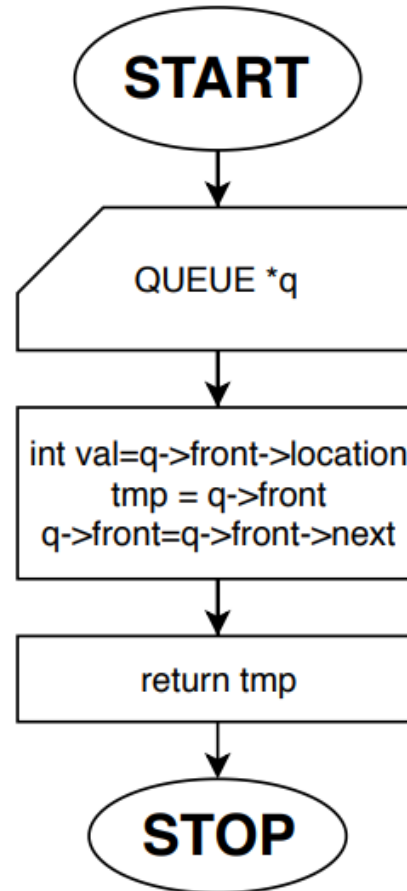 START
QUEUE *q
int val=q->front->location
tmp = q->front
q->front=q->front->next
return tmp
STOP